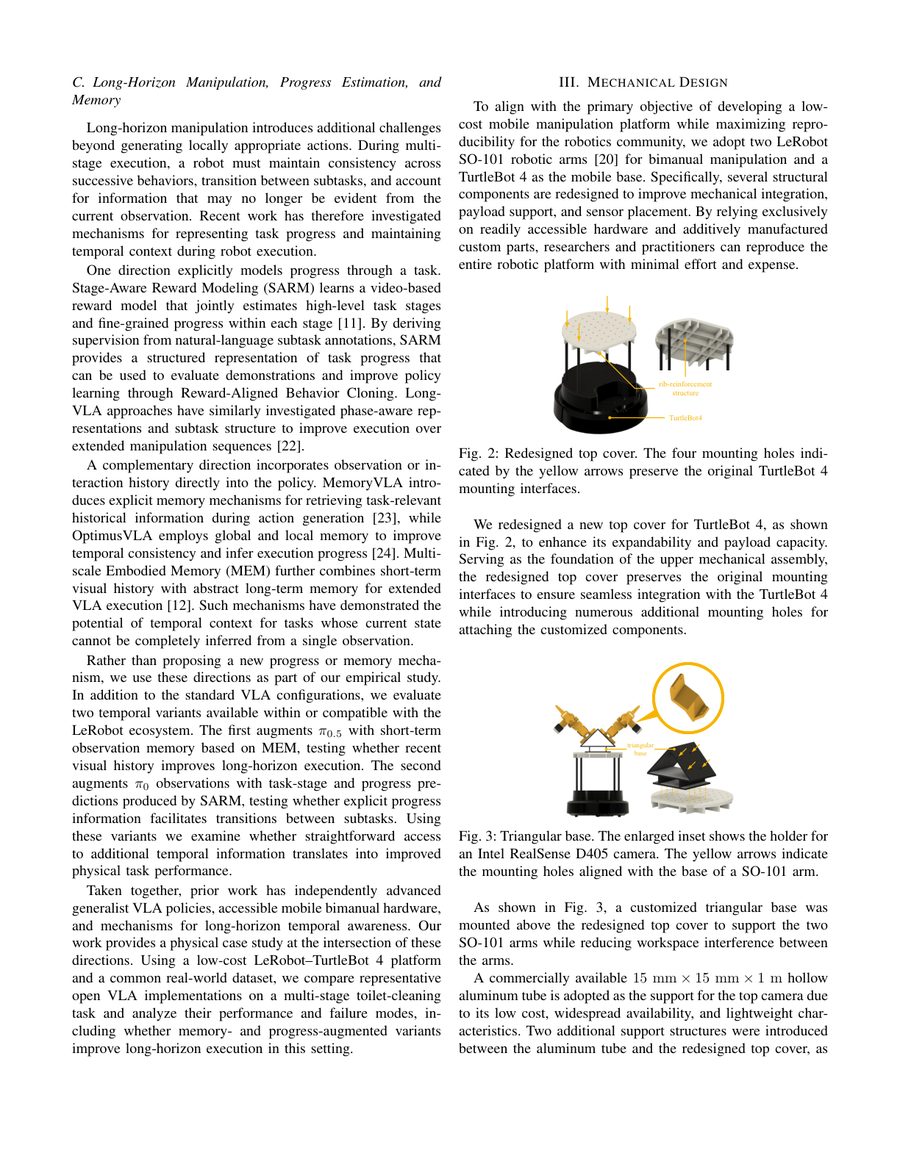 C. Long-Horizon Manipulation, Progress Estimation, and
Memory
Long-horizon manipulation introduces additional challenges
beyond generating locally appropriate actions. During multi-
stage execution, a robot must maintain consistency across
successive behaviors, transition between subtasks, and account
for information that may no longer be evident from the
current observation. Recent work has therefore investigated
mechanisms for representing task progress and maintaining
temporal context during robot execution.
One direction explicitly models progress through a task.
Stage-Aware Reward Modeling (SARM) learns a video-based
reward model that jointly estimates high-level task stages
and fine-grained progress within each stage [11]. By deriving
supervision from natural-language subtask annotations, SARM
provides a structured representation of task progress that
can be used to evaluate demonstrations and improve policy
learning through Reward-Aligned Behavior Cloning. Long-
VLA approaches have similarly investigated phase-aware rep-
resentations and subtask structure to improve execution over
extended manipulation sequences [22].
A complementary direction incorporates observation or in-
teraction history directly into the policy. MemoryVLA intro-
duces explicit memory mechanisms for retrieving task-relevant
historical information during action generation [23], while
OptimusVLA employs global and local memory to improve
temporal consistency and infer execution progress [24]. Multi-
scale Embodied Memory (MEM) further combines short-term
visual history with abstract long-term memory for extended
VLA execution [12]. Such mechanisms have demonstrated the
potential of temporal context for tasks whose current state
cannot be completely inferred from a single observation.
Rather than proposing a new progress or memory mecha-
nism, we use these directions as part of our empirical study.
In addition to the standard VLA configurations, we evaluate
two temporal variants available within or compatible with the
LeRobot ecosystem. The first augments π0.5 with short-term
observation memory based on MEM, testing whether recent
visual history improves long-horizon execution. The second
augments π0 observations with task-stage and progress pre-
dictions produced by SARM, testing whether explicit progress
information facilitates transitions between subtasks. Using
these variants we examine whether straightforward access
to additional temporal information translates into improved
physical task performance.
Taken together, prior work has independently advanced
generalist VLA policies, accessible mobile bimanual hardware,
and mechanisms for long-horizon temporal awareness. Our
work provides a physical case study at the intersection of these
directions. Using a low-cost LeRobot–TurtleBot 4 platform
and a common real-world dataset, we compare representative
open VLA implementations on a multi-stage toilet-cleaning
task and analyze their performance and failure modes, in-
cluding whether memory- and progress-augmented variants
improve long-horizon execution in this setting.
III. MECHANICAL DESIGN
To align with the primary objective of developing a low-
cost mobile manipulation platform while maximizing repro-
ducibility for the robotics community, we adopt two LeRobot
SO-101 robotic arms [20] for bimanual manipulation and a
TurtleBot 4 as the mobile base. Specifically, several structural
components are redesigned to improve mechanical integration,
payload support, and sensor placement. By relying exclusively
on readily accessible hardware and additively manufactured
custom parts, researchers and practitioners can reproduce the
entire robotic platform with minimal effort and expense.
rib-reinforcement
structure
TurtleBot4
Fig. 2: Redesigned top cover. The four mounting holes indi-
cated by the yellow arrows preserve the original TurtleBot 4
mounting interfaces.
We redesigned a new top cover for TurtleBot 4, as shown
in Fig. 2, to enhance its expandability and payload capacity.
Serving as the foundation of the upper mechanical assembly,
the redesigned top cover preserves the original mounting
interfaces to ensure seamless integration with the TurtleBot 4
while introducing numerous additional mounting holes for
attaching the customized components.
triangular
base
Fig. 3: Triangular base. The enlarged inset shows the holder for
an Intel RealSense D405 camera. The yellow arrows indicate
the mounting holes aligned with the base of a SO-101 arm.
As shown in Fig. 3, a customized triangular base was
mounted above the redesigned top cover to support the two
SO-101 arms while reducing workspace interference between
the arms.
A commercially available 15 mm × 15 mm × 1 m hollow
aluminum tube is adopted as the support for the top camera due
to its low cost, widespread availability, and lightweight char-
acteristics. Two additional support structures were introduced
between the aluminum tube and the redesigned top cover, as